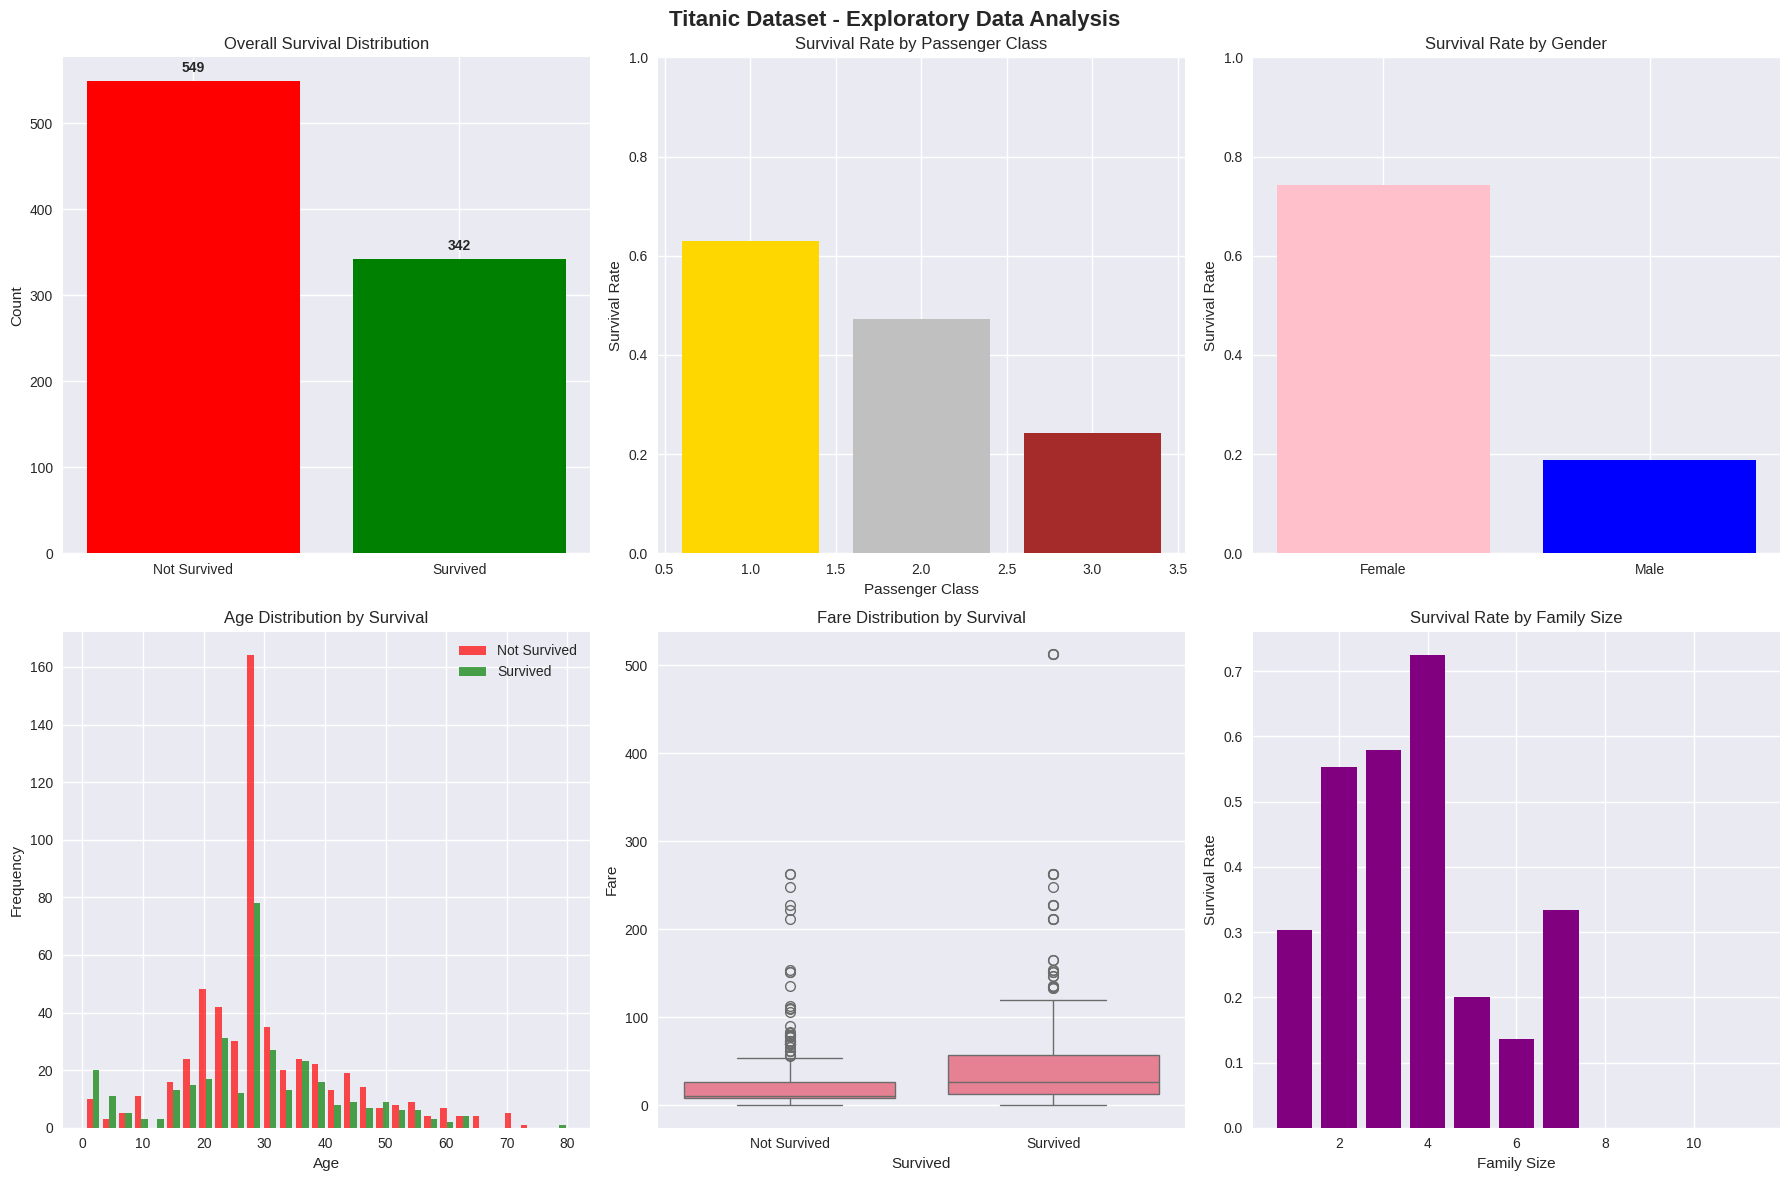 Titanic Dataset - Exploratory Data Analysis
Overall Survival Distribution
Count
500
400
300
200
100
0
549
342
Not Survived
Survived
Survival Rate by Passenger Class
Survival Rate
1.0
0.8
0.6
0.4
0.2
0.0
0.5
1.0
1.5
2.0
2.5
3.0
3.5
Passenger Class
Survival Rate by Gender
Survival Rate
1.0
0.8
0.6
0.4
0.2
0.0
Female
Male
Age Distribution by Survival
Frequency
160
140
120
100
80
60
40
20
0
Not Survived
Survived
0
10
20
30
40
50
60
70
80
Age
Fare Distribution by Survival
Fare
500
400
300
200
100
0
Not Survived
Survived
Survived
Survival Rate by Family Size
Survival Rate
0.7
0.6
0.5
0.4
0.3
0.2
0.1
0.0
2
4
6
8
10
Family Size